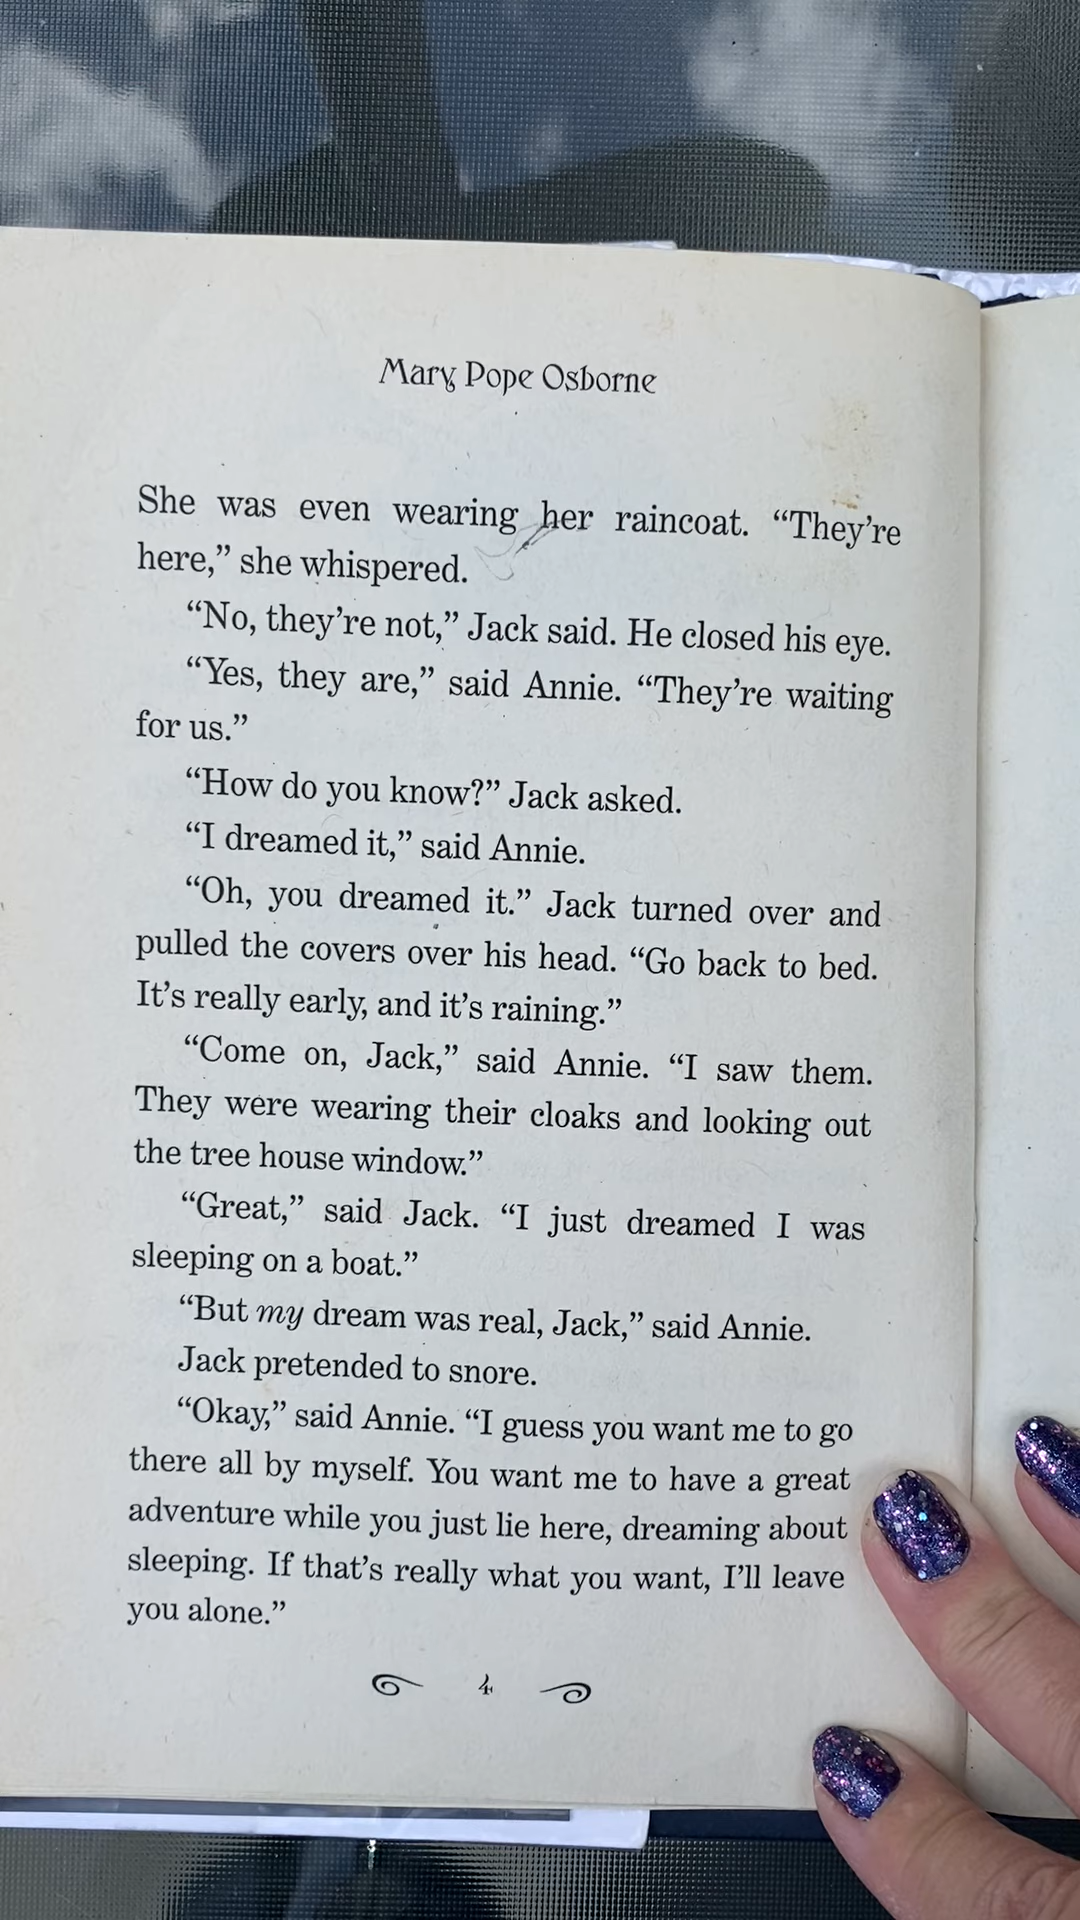 Mary Pope Osborne
She was even wearing her raincoat. “They’re
here,” she whispered.
“No, they’re not,” Jack said. He closed his eye.
“Yes, they are,” said Annie. “They’re waiting
for us.”
“How do you know?” Jack asked.
“I dreamed it,” said Annie.
“Oh, you dreamed it.” Jack turned over and
pulled the covers over his head. “Go back to bed.
It’s really early, and it’s raining.”
“Come on, Jack,” said Annie. “I saw them.
They were wearing their cloaks and looking out
the tree house window.”
“Great,” said Jack. “I just dreamed I was
sleeping on a boat.”
“But my dream was real, Jack,” said Annie.
Jack pretended to snore.
“Okay,” said Annie. “I guess you want me to go
there all by myself. You want me to have a great
adventure while you just lie here, dreaming about
sleeping. If that’s really what you want, I’ll leave
you alone.”
4